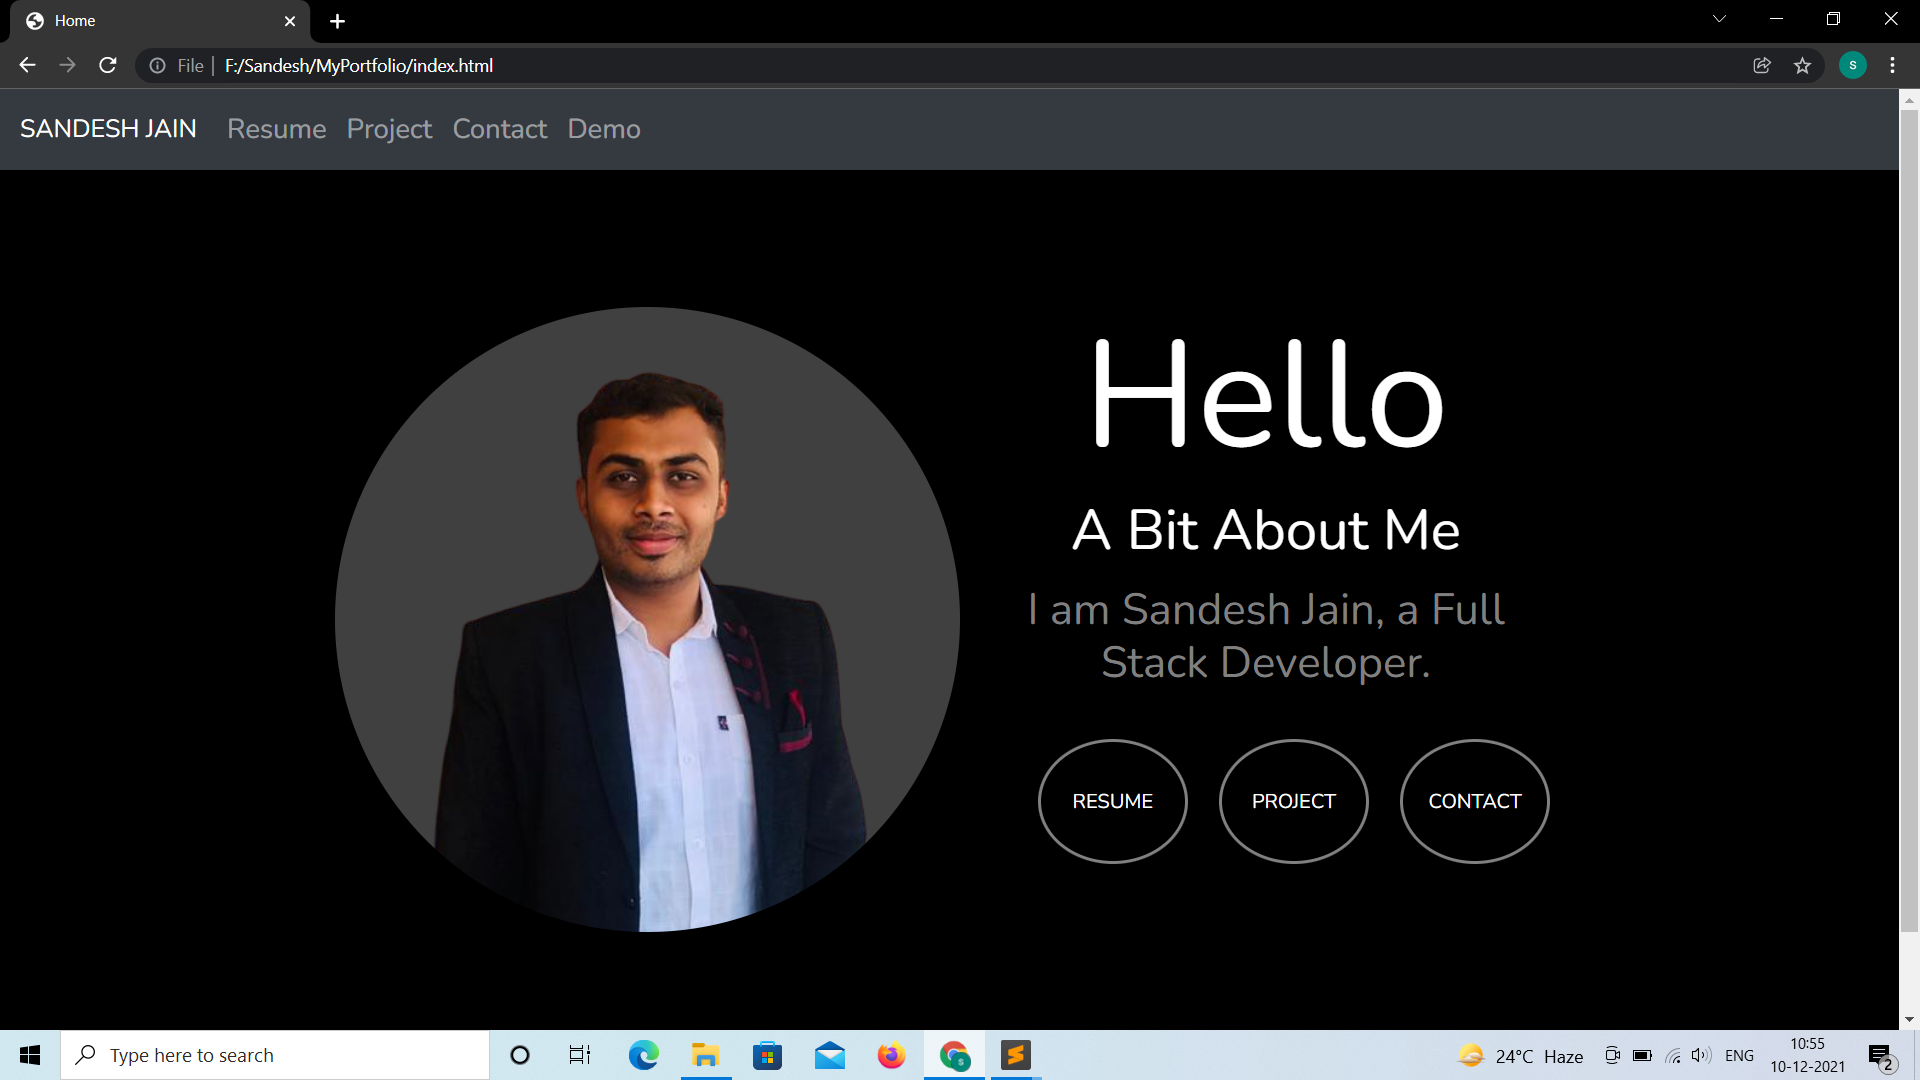 Home
File
F:/Sandesh/MyPortfolio/index.html
S
SANDESH JAIN
Resume
Project
Contact
Demo
Hello
A Bit About Me
I am Sandesh Jain, a Full
Stack Developer.
RESUME
PROJECT
CONTACT
Type here to search
S
24°C Haze
ENG
10:55
10-12-2021
2